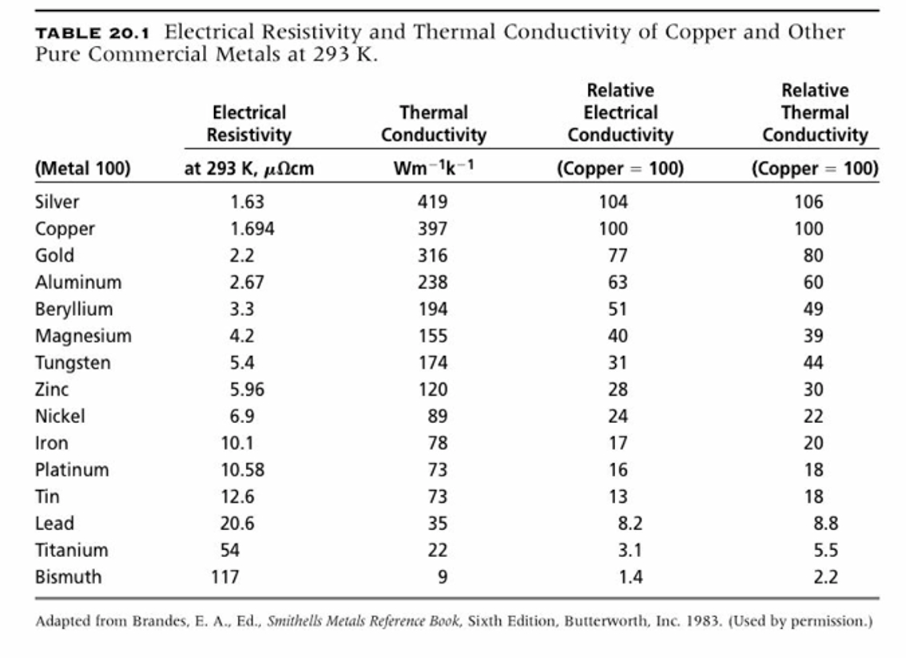 TABLE 20.1 Electrical Resistivity and Thermal Conductivity of Copper and Other
Pure Commercial Metals at 293 K.
Relative Relative
Electrical Thermal Electrical Thermal
Resistivity Conductivity Conductivity Conductivity
(Metal 100) at 293 K, μΩcm Wm⁻¹k⁻¹ (Copper = 100) (Copper = 100)
Silver 1.63 419 104 106
Copper 1.694 397 100 100
Gold 2.2 316 77 80
Aluminum 2.67 238 63 60
Beryllium 3.3 194 51 49
Magnesium 4.2 155 40 39
Tungsten 5.4 174 31 44
Zinc 5.96 120 28 30
Nickel 6.9 89 24 22
Iron 10.1 78 17 20
Platinum 10.58 73 16 18
Tin 12.6 73 13 18
Lead 20.6 35 8.2 8.8
Titanium 54 22 3.1 5.5
Bismuth 117 9 1.4 2.2
Adapted from Brandes, E. A., Ed., Smithells Metals Reference Book, Sixth Edition, Butterworth, Inc. 1983. (Used by permission.)